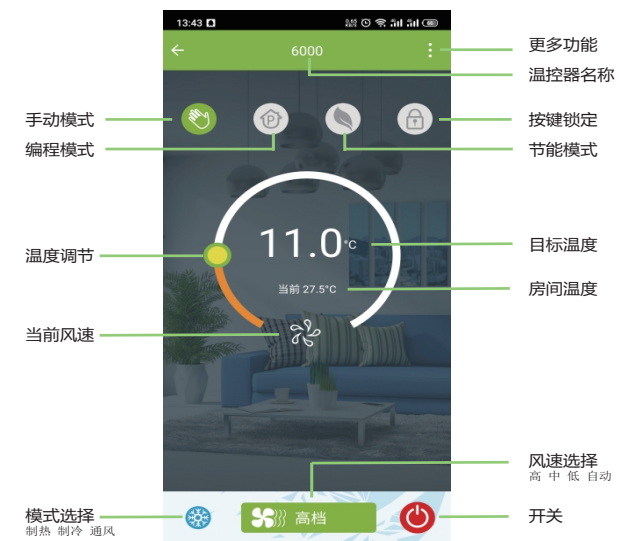 13:43
6000
更多功能
温控器名称
手动模式
编程模式
P
按键锁定
节能模式
温度调节
11.0°C
目标温度
当前 27.5°C
房间温度
当前风速
风速选择
高 中 低 自动
模式选择
制热 制冷 通风
高档
开关